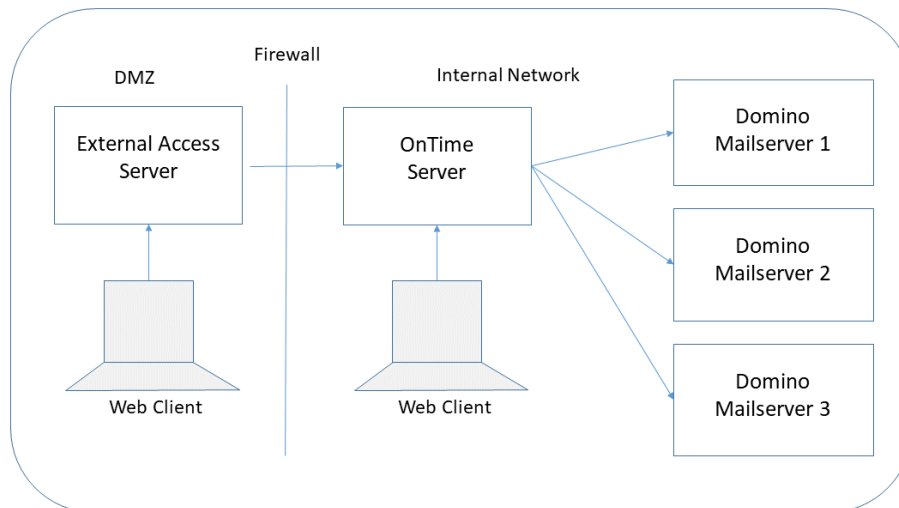 Firewall
DMZ
Internal Network
External Access
Server
OnTime
Server
Domino
Mailserver 1
Domino
Mailserver 2
Domino
Mailserver 3
Web Client
Web Client